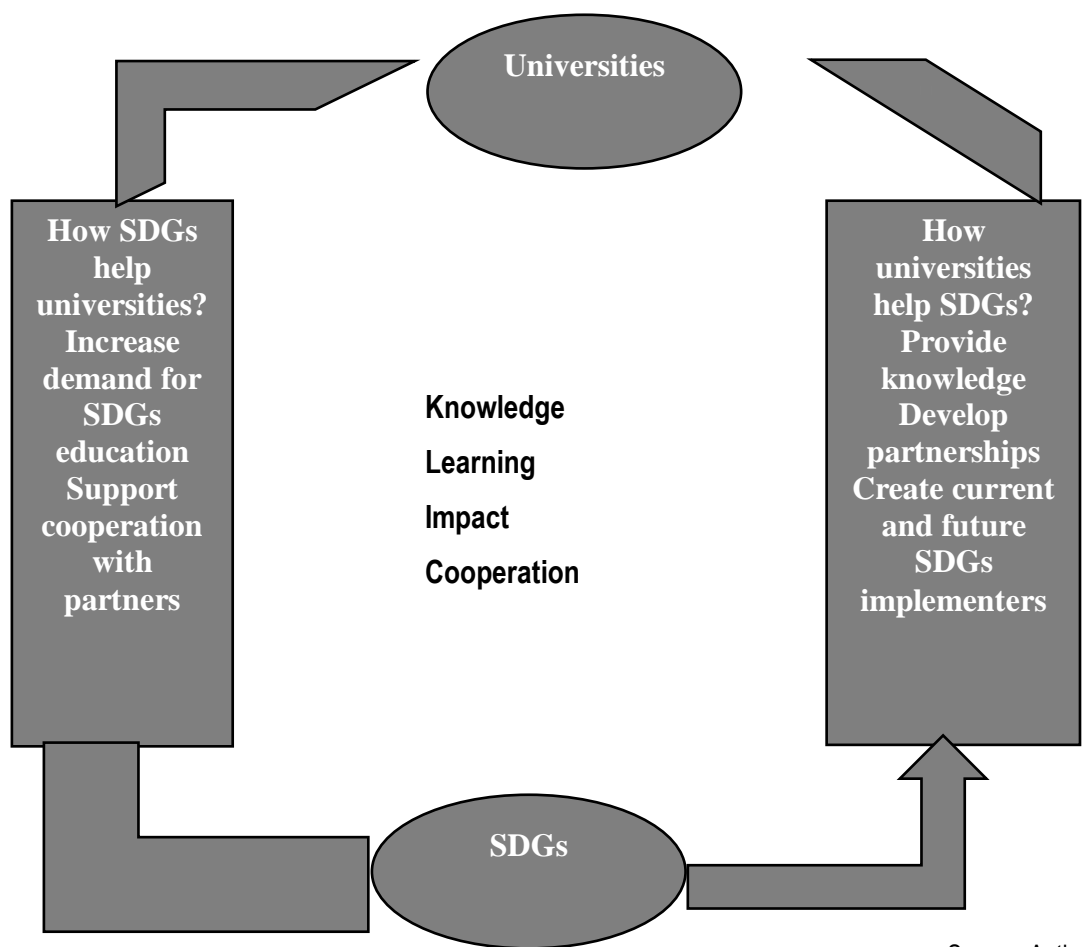 Universities
How SDGs
help
universities?
Increase
demand for
SDGs
education
Support
cooperation
with
partners
Knowledge
Learning
Impact
Cooperation
How
universities
help SDGs?
Provide
knowledge
Develop
partnerships
Create current
and future
SDGs
implementers
SDGs